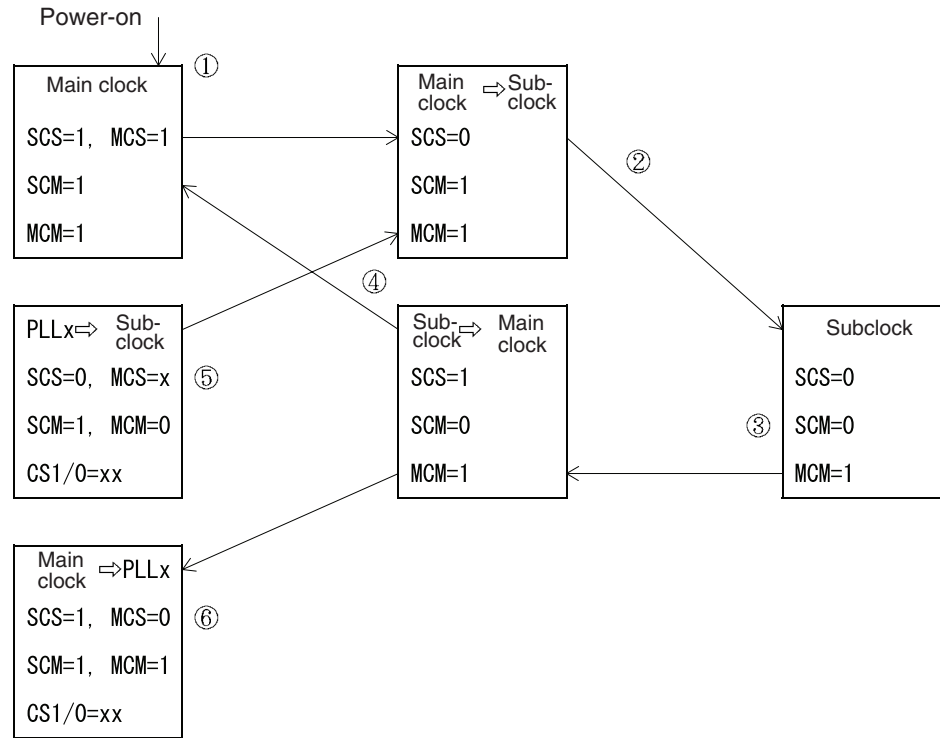 Power-on
①
Main clock
SCS=1, MCS=1
SCM=1
MCM=1
Main clock ⇨ Sub-clock
SCS=0
SCM=1
MCM=1
②
④
PLLx⇨ Sub-clock
SCS=0, MCS=x
SCM=1, MCM=0
CS1/0=xx
⑤
Sub-clock ⇨ Main clock
SCS=1
SCM=0
MCM=1
③
Subclock
SCS=0
SCM=0
MCM=1
Main clock ⇨PLLx
SCS=1, MCS=0
SCM=1, MCM=1
CS1/0=xx
⑥